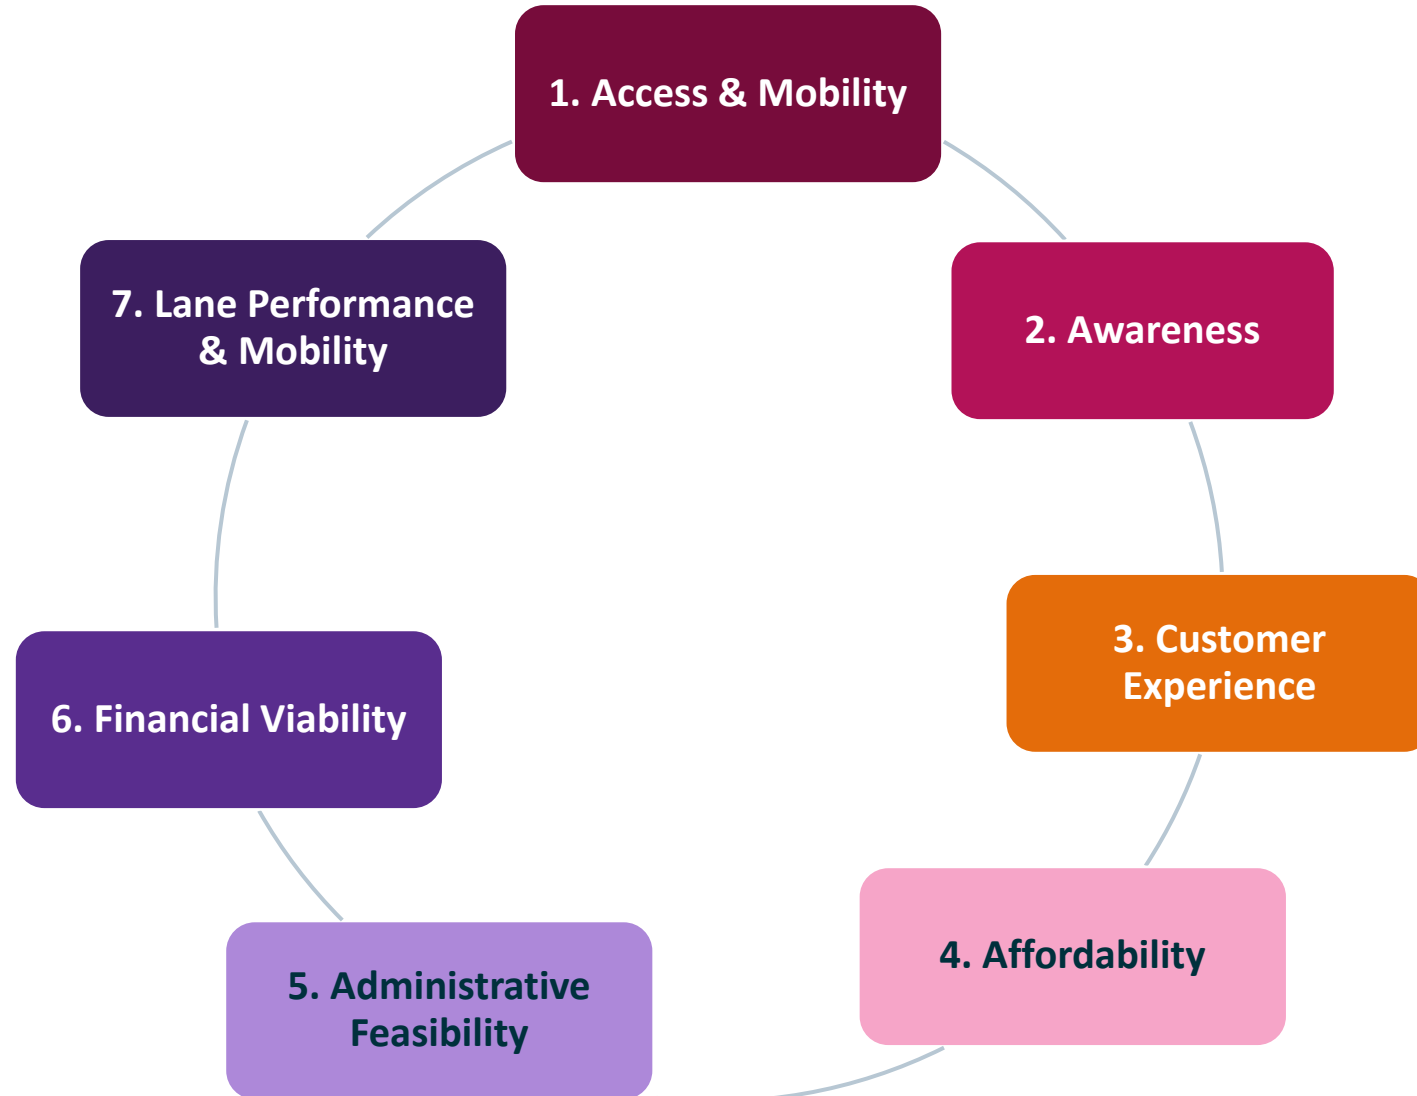 1. Access & Mobility
2. Awareness
3. Customer
Experience
4. Affordability
5. Administrative
Feasibility
6. Financial Viability
7. Lane Performance
& Mobility